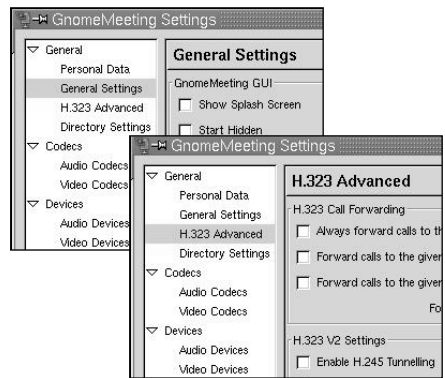 GnomeMeeting Settings
General
Personal Data
General Settings
H.323 Advanced
Directory Settings
Codecs
Audio Codecs
Video Codecs
Devices
Audio Devices
Video Devices
General Settings
GnomeMeeting GUI
Show Splash Screen
Start Hidden
GnomeMeeting Settings
General
Personal Data
General Settings
H.323 Advanced
Directory Settings
Codecs
Audio Codecs
Video Codecs
Devices
Audio Devices
Video Devices
H.323 Advanced
H.323 Call Forwarding
Always forward calls to th
Forward calls to the giver
Forward calls to the giver
Fo
H.323 V2 Settings
Enable H.245 Tunnelling